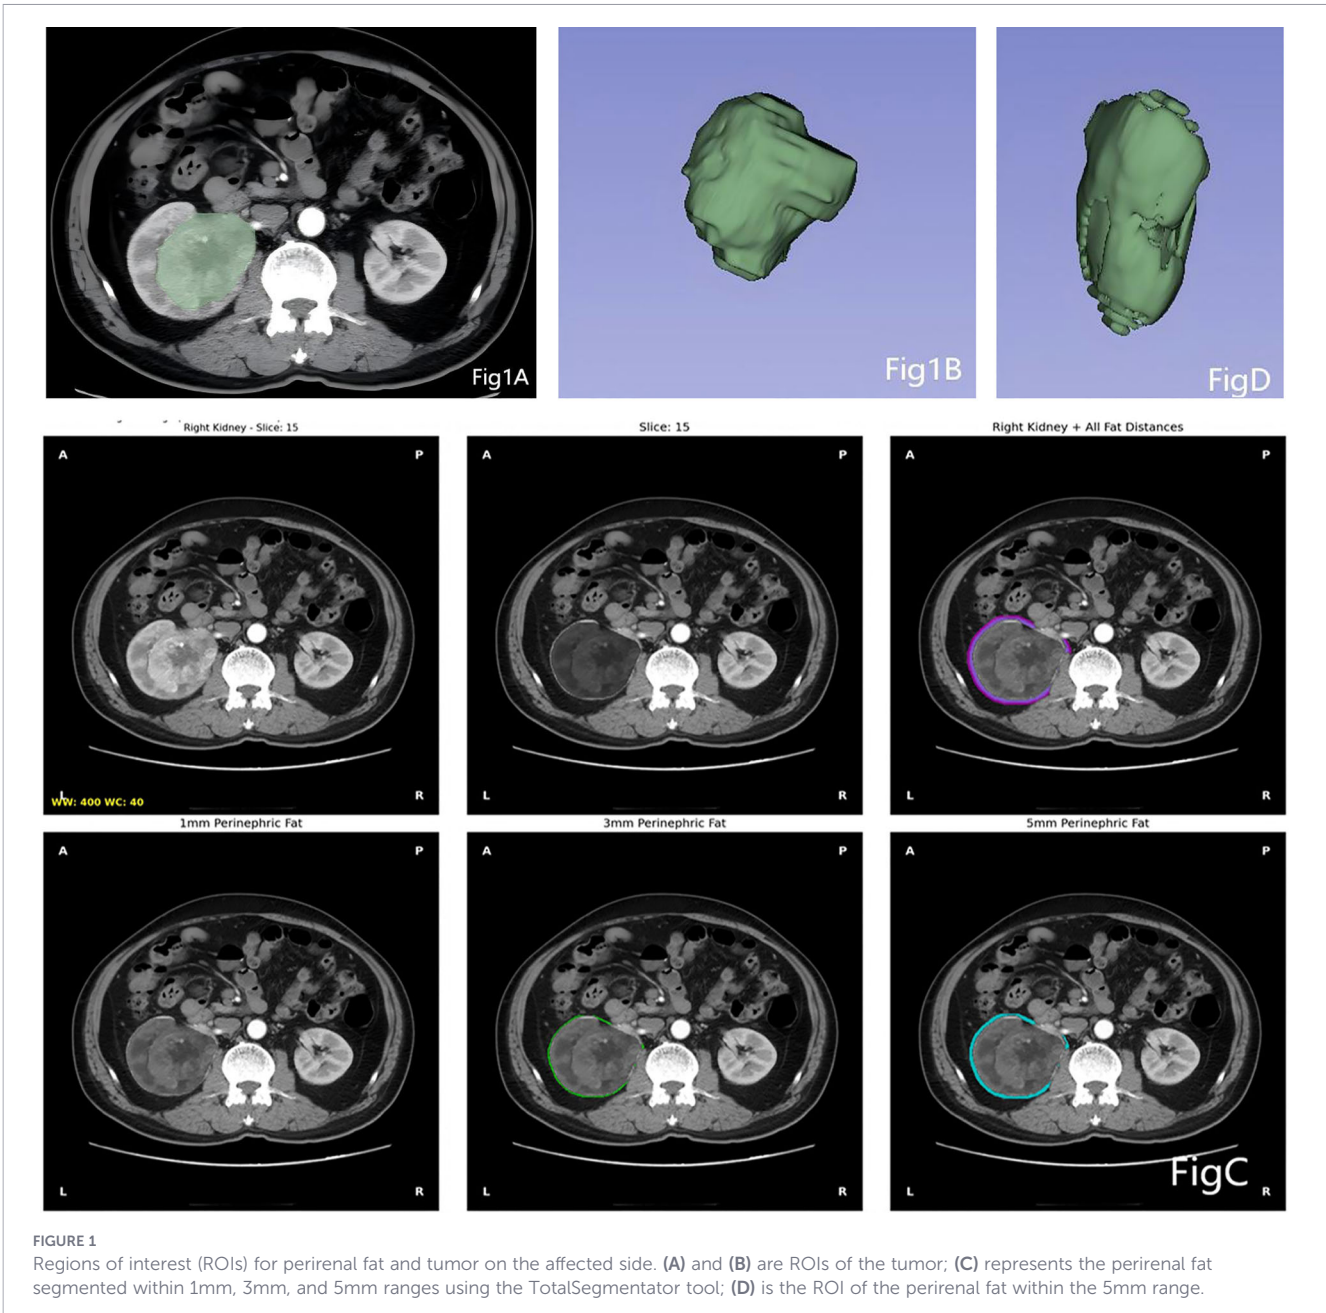 Fig1A
Fig1B
FigD
Right Kidney - Slice: 15
Slice: 15
Right Kidney + All Fat Distances
A P
A P
A P
L R
L R
L R
WW: 400 WC: 40
1mm Perinephric Fat
3mm Perinephric Fat
5mm Perinephric Fat
A P
A P
A P
FigC
L R
L R
L R
FIGURE 1
Regions of interest (ROIs) for perirenal fat and tumor on the affected side. (A) and (B) are ROIs of the tumor; (C) represents the perirenal fat
segmented within 1mm, 3mm, and 5mm ranges using the TotalSegmentator tool; (D) is the ROI of the perirenal fat within the 5mm range.